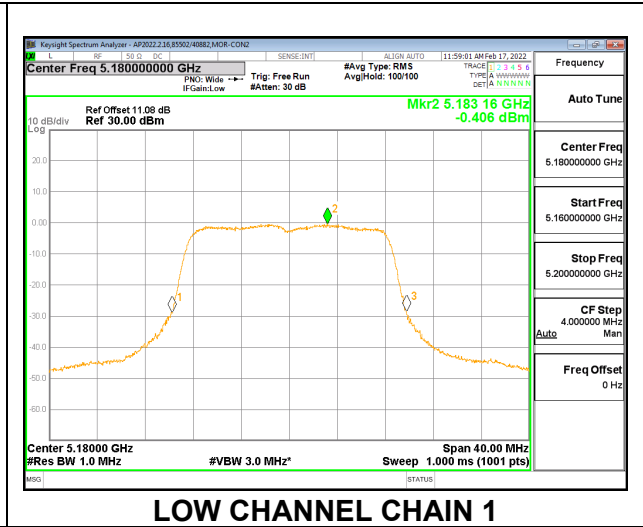 Keysight Spectrum Analyzer - AP2022.2.16,85502/40882,MOR-CON2
L RF 50 Ω DC SENSE:INT ALIGN AUTO 11:59:01 AM Feb 17, 2022
Center Freq 5.180000000 GHz #Avg Type: RMS TRACE 1 2 3 4 5 6
PNO: Wide Trig: Free Run Avg|Hold: 100/100 TYPE A WWWWW
IFGain:Low #Atten: 30 dB DET A N N N N N
Frequency
Mkr2 5.183 16 GHz
Ref Offset 11.08 dB
10 dB/div Ref 30.00 dBm -0.406 dBm
Log
20.0
10.0
0.00
-10.0
-20.0
-30.0
-40.0
-50.0
-60.0
1
2
3
Center 5.18000 GHz Span 40.00 MHz
#Res BW 1.0 MHz #VBW 3.0 MHz* Sweep 1.000 ms (1001 pts)
MSG STATUS
Auto Tune
Center Freq
5.180000000 GHz
Start Freq
5.160000000 GHz
Stop Freq
5.200000000 GHz
CF Step
4.000000 MHz
Auto Man
Freq Offset
0 Hz
LOW CHANNEL CHAIN 1